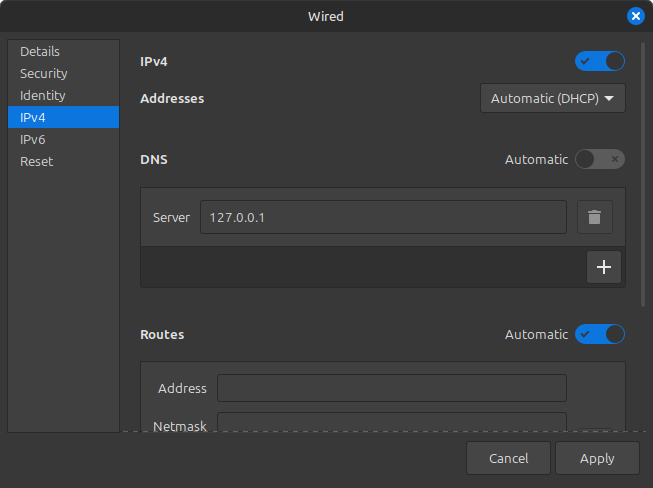 Wired
Details
Security
Identity
IPv4
IPv6
Reset
IPv4
Addresses
Automatic (DHCP)
DNS
Automatic
Server
127.0.0.1
Routes
Automatic
Address
Netmask
Cancel
Apply